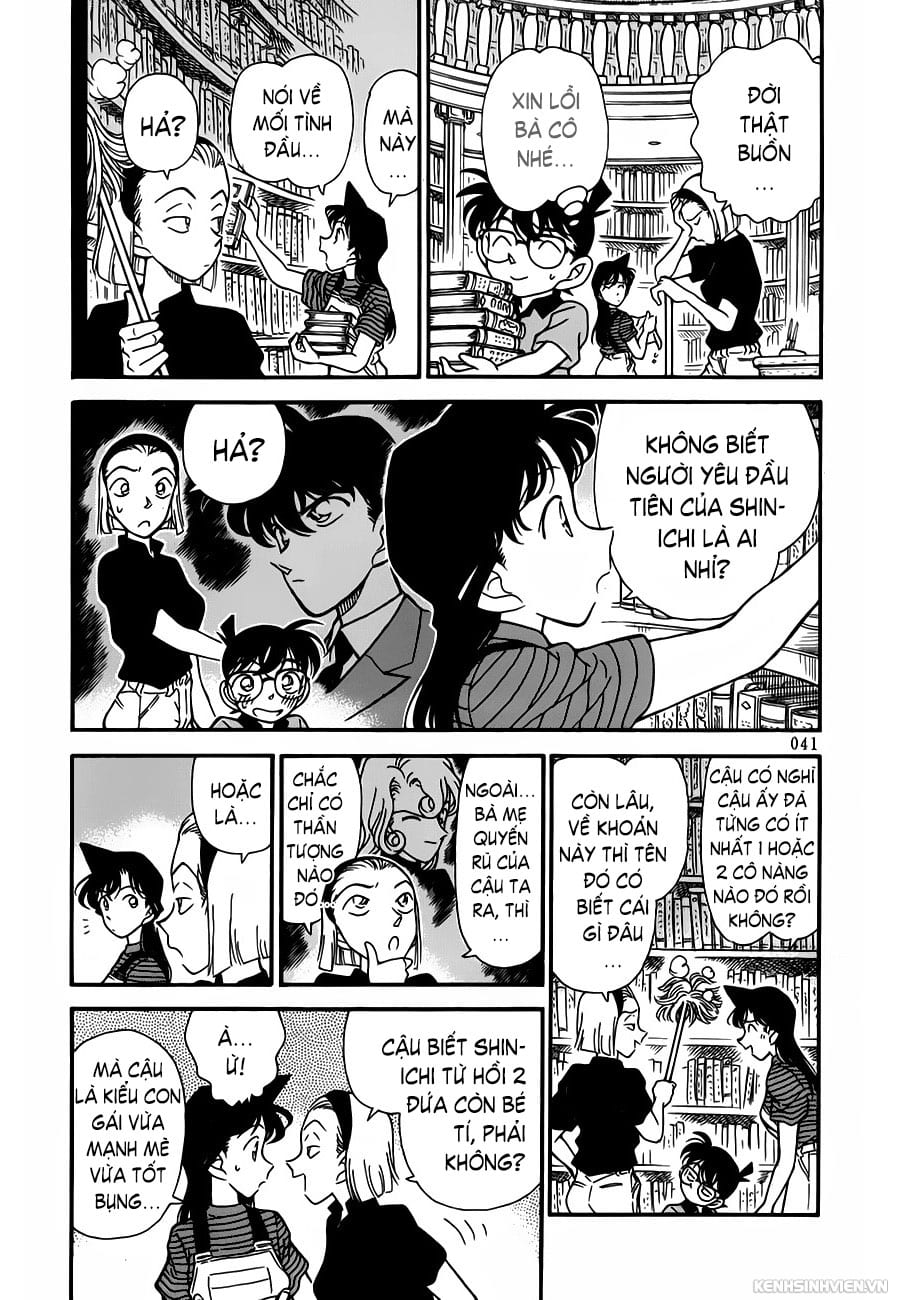 ĐỜI
THẬT
BUỒN
...
XIN LỖI
BÀ CÔ
NHÉ...
MÀ
NÀY
NÓI VỀ
MỐI TÌNH
ĐẦU...
HẢ?
KHÔNG BIẾT
NGƯỜI YÊU ĐẦU
TIÊN CỦA SHIN-
ICHI LÀ AI
NHỈ?
HẢ?
041
CẬU CÓ NGHĨ
CẬU ẤY ĐÃ
TỪNG CÓ ÍT
NHẤT 1 HOẶC
2 CÔ NÀNG
NÀO ĐÓ RỒI
KHÔNG?
CÒN LÂU,
VỀ KHOẢN
NÀY THÌ TÊN
ĐÓ CÓ
BIẾT CÁI
GÌ ĐÂU
...
NGOÀI...
BÀ MẸ
QUYẾN
RŨ CỦA
CẬU TA
RA, THÌ
...
CHẮC
CHỈ CÓ
THẦN
TƯỢNG
NÀO
ĐÓ...
HOẶC
LÀ...
CẬU BIẾT SHIN-
ICHI TỪ HỒI 2
ĐỨA CÒN BÉ
TÍ, PHẢI
KHÔNG?
À...
Ừ!
MÀ CẬU
LÀ KIỂU CON
GÁI VỪA
MẠNH MẼ
VỪA TỐT
BỤNG...
KENHSINHVIEN.VN